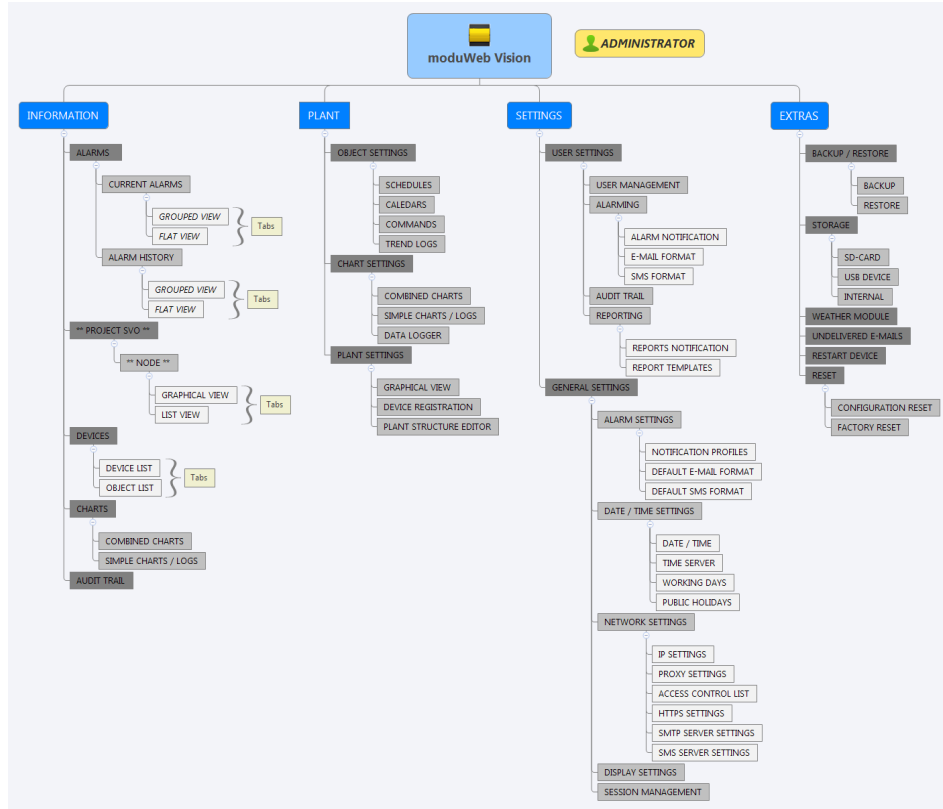 moduWeb Vision
ADMINISTRATOR
INFORMATION
ALARMS
CURRENT ALARMS
GROUPED VIEW
FLAT VIEW
Tabs
ALARM HISTORY
GROUPED VIEW
FLAT VIEW
Tabs
** PROJECT SVO **
** NODE **
GRAPHICAL VIEW
LIST VIEW
Tabs
DEVICES
DEVICE LIST
OBJECT LIST
Tabs
CHARTS
COMBINED CHARTS
SIMPLE CHARTS / LOGS
AUDIT TRAIL
PLANT
OBJECT SETTINGS
SCHEDULES
CALEDARS
COMMANDS
TREND LOGS
CHART SETTINGS
COMBINED CHARTS
SIMPLE CHARTS / LOGS
DATA LOGGER
PLANT SETTINGS
GRAPHICAL VIEW
DEVICE REGISTRATION
PLANT STRUCTURE EDITOR
SETTINGS
USER SETTINGS
USER MANAGEMENT
ALARMING
ALARM NOTIFICATION
E-MAIL FORMAT
SMS FORMAT
AUDIT TRAIL
REPORTING
REPORTS NOTIFICATION
REPORT TEMPLATES
GENERAL SETTINGS
ALARM SETTINGS
NOTIFICATION PROFILES
DEFAULT E-MAIL FORMAT
DEFAULT SMS FORMAT
DATE / TIME SETTINGS
DATE / TIME
TIME SERVER
WORKING DAYS
PUBLIC HOLIDAYS
NETWORK SETTINGS
IP SETTINGS
PROXY SETTINGS
ACCESS CONTROL LIST
HTTPS SETTINGS
SMTP SERVER SETTINGS
SMS SERVER SETTINGS
DISPLAY SETTINGS
SESSION MANAGEMENT
EXTRAS
BACKUP / RESTORE
BACKUP
RESTORE
STORAGE
SD-CARD
USB DEVICE
INTERNAL
WEATHER MODULE
UNDELIVERED E-MAILS
RESTART DEVICE
RESET
CONFIGURATION RESET
FACTORY RESET